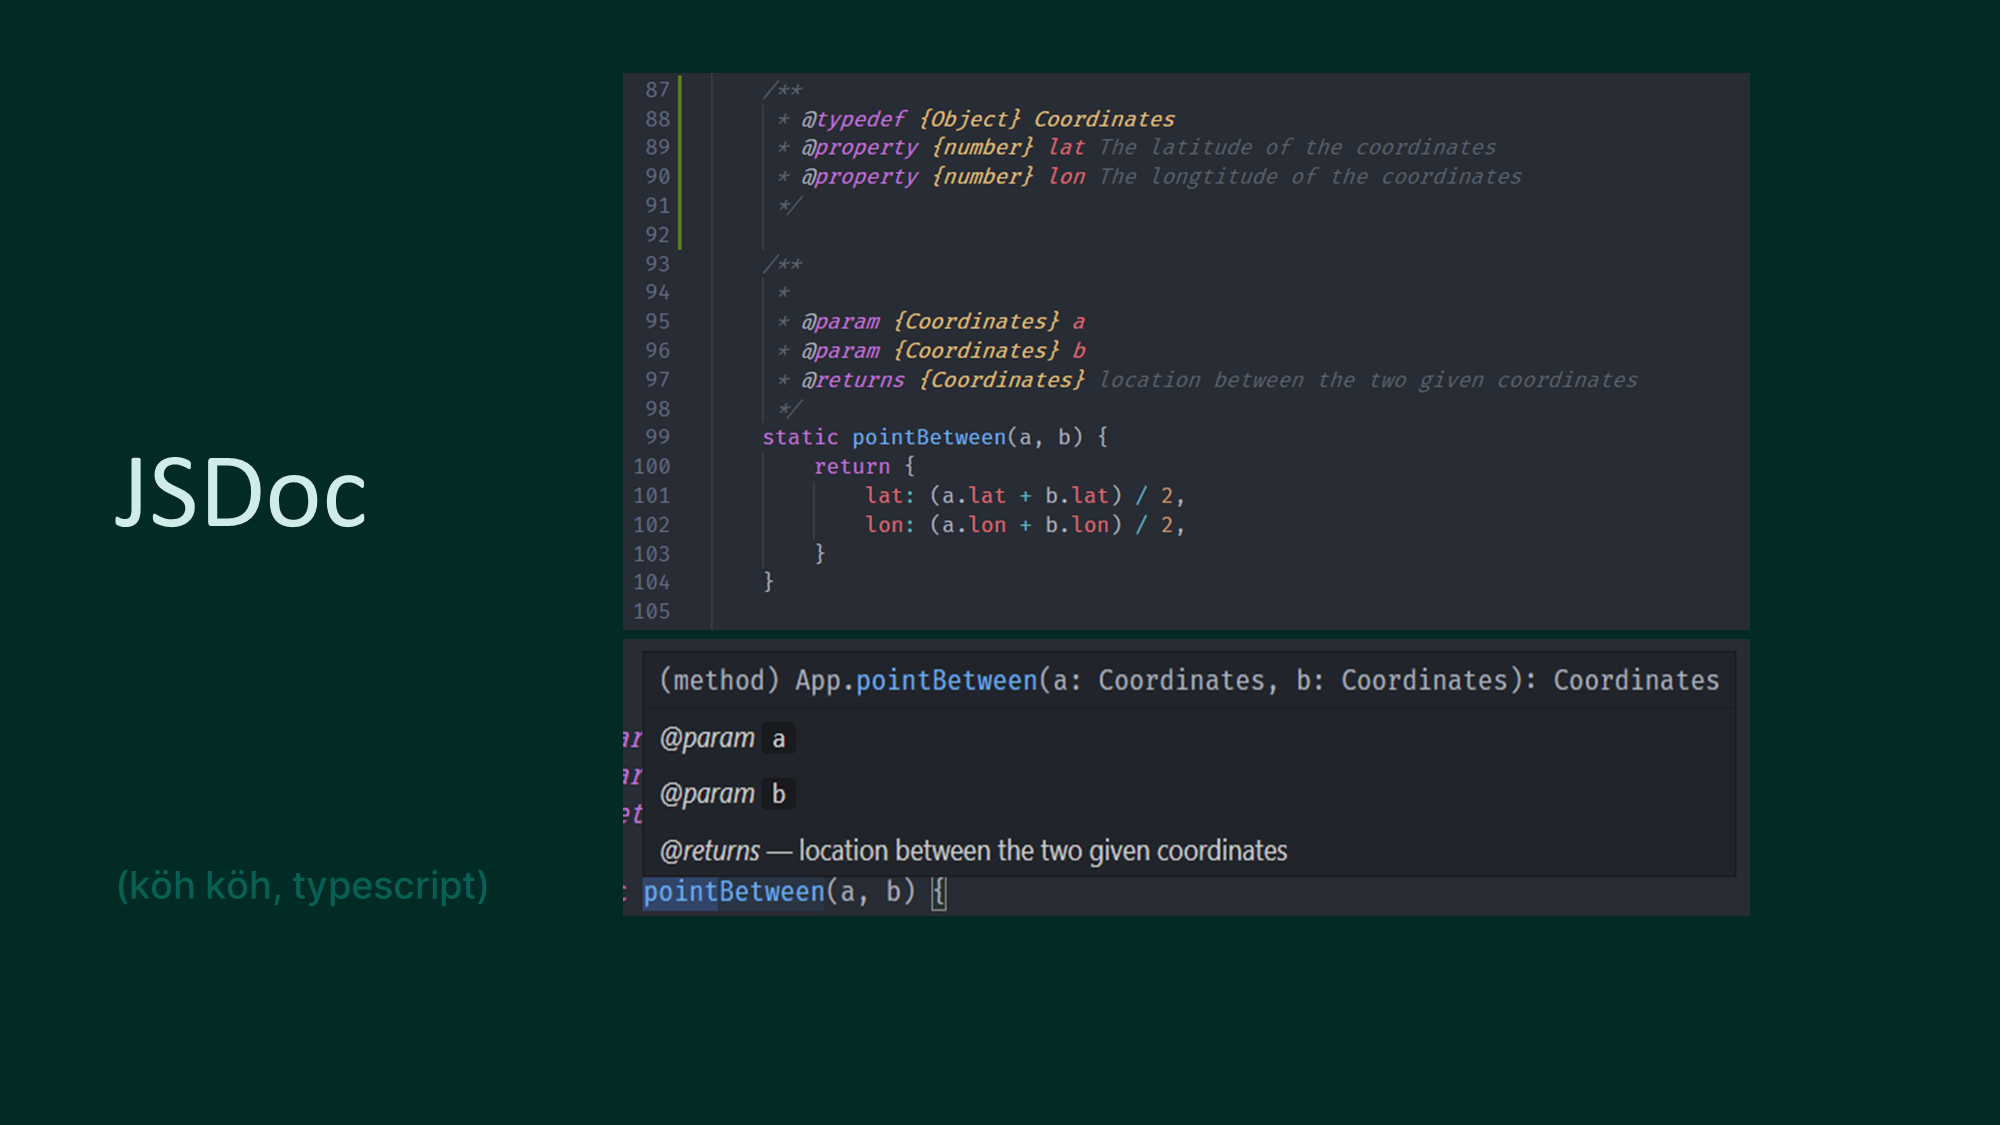 JSDoc
(köh köh, typescript)
87 /**
88 * @typedef {Object} Coordinates
89 * @property {number} lat The latitude of the coordinates
90 * @property {number} lon The longtitude of the coordinates
91 */
92
93 /**
94 *
95 * @param {Coordinates} a
96 * @param {Coordinates} b
97 * @returns {Coordinates} location between the two given coordinates
98 */
99 static pointBetween(a, b) {
100 return {
101 lat: (a.lat + b.lat) / 2,
102 lon: (a.lon + b.lon) / 2,
103 }
104 }
105
(method) App.pointBetween(a: Coordinates, b: Coordinates): Coordinates
ar @param a
ar @param b
et @returns — location between the two given coordinates
c pointBetween(a, b) {